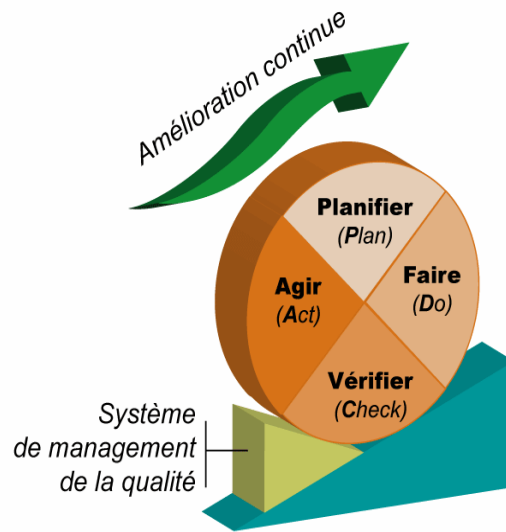 Amélioration continue
Planifier
(Plan)
Agir
(Act)
Faire
(Do)
Vérifier
(Check)
Système
de management
de la qualité